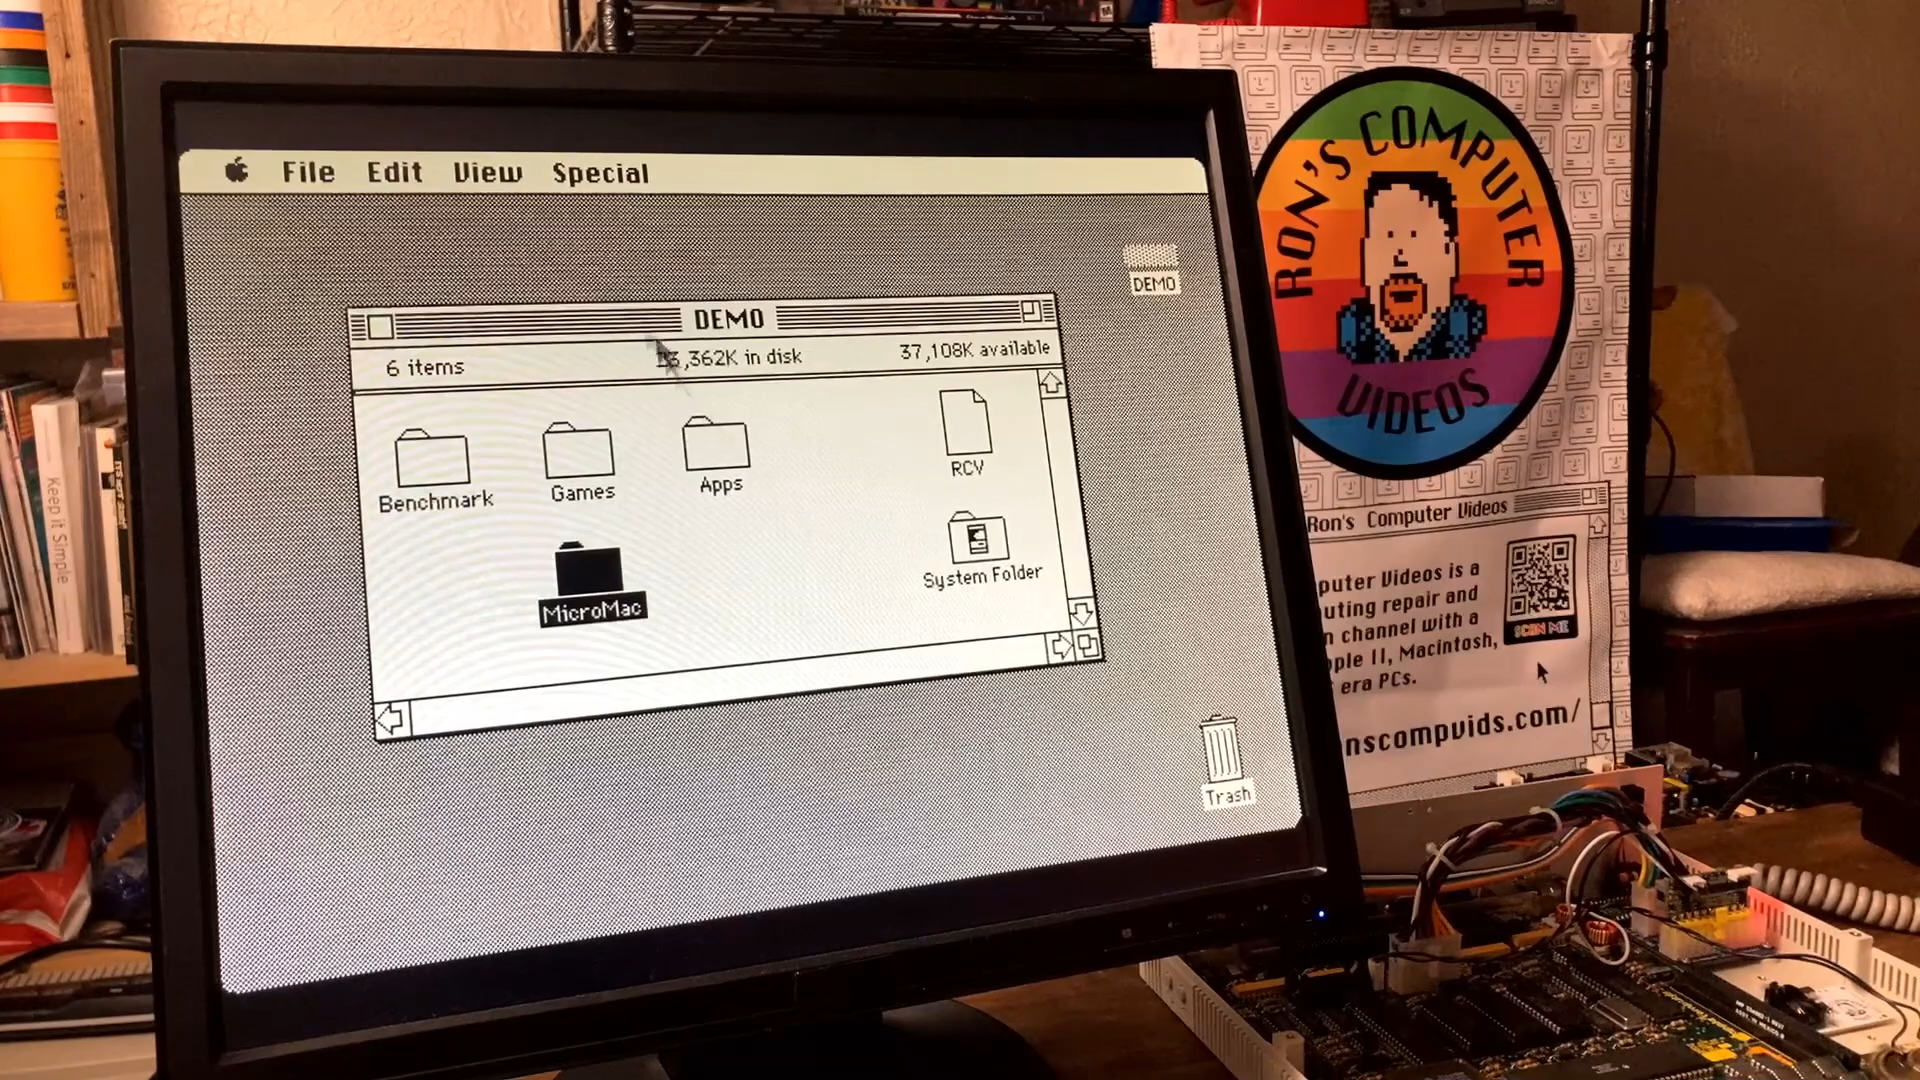 File Edit View Special
DEMO
DEMO
6 items
3,362K in disk
37,108K available
Benchmark
Games
Apps
RCV
MicroMac
System Folder
Trash
RON'S COMPUTER
VIDEOS
Ron's Computer Videos
puter Videos is a
uting repair and
n channel with a
ple II, Macintosh,
era PCs.
SCAN ME
nscompvids.com/
Keep it Simple